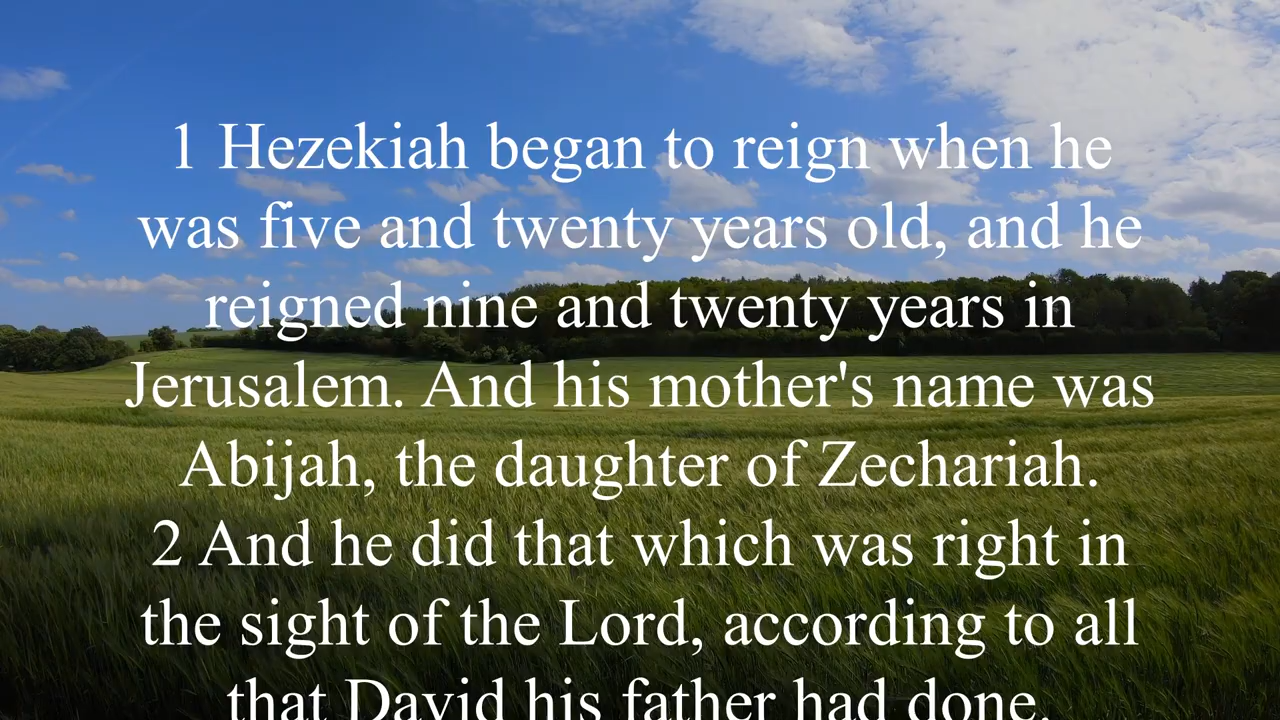 1 Hezekiah began to reign when he
was five and twenty years old, and he
reigned nine and twenty years in
Jerusalem. And his mother's name was
Abijah, the daughter of Zechariah.
2 And he did that which was right in
the sight of the Lord, according to all
that David his father had done.